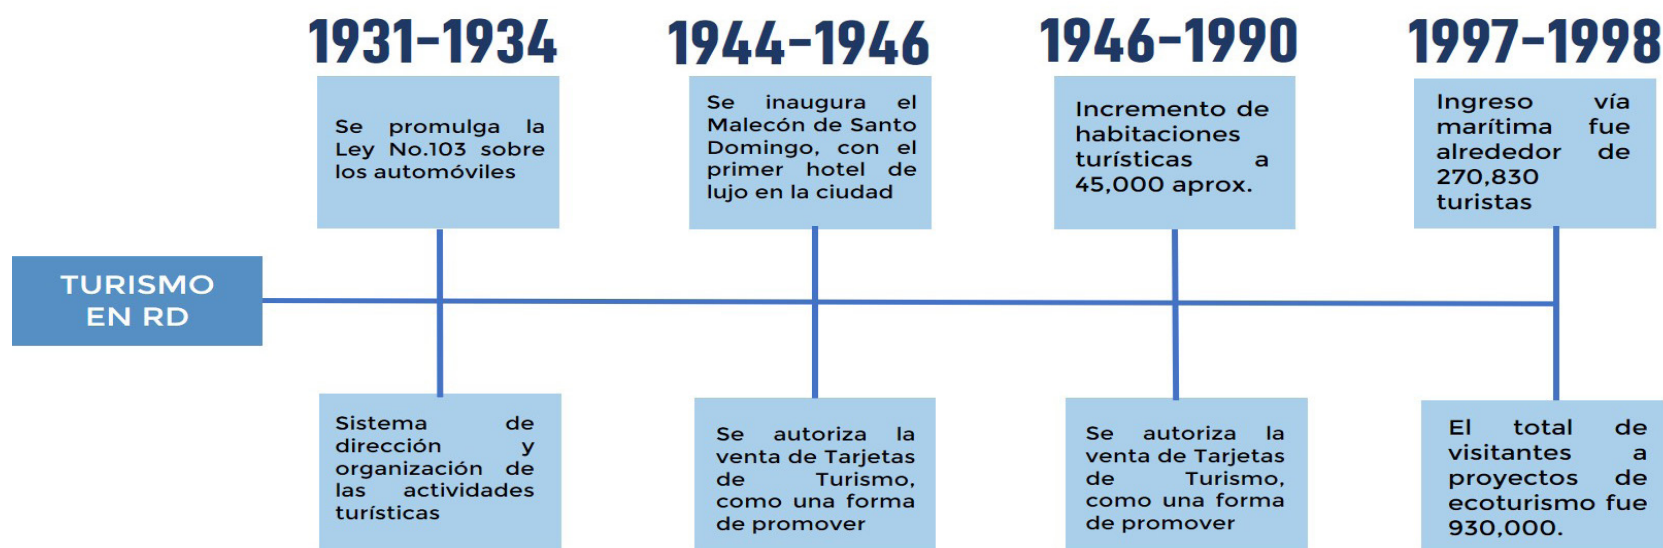 1931-1934
1944-1946
1946-1990
1997-1998
Se promulga la
Ley No.103 sobre
los automóviles
Se inaugura el
Malecón de Santo
Domingo, con el
primer hotel de
lujo en la ciudad
Incremento de
habitaciones
turísticas a
45,000 aprox.
Ingreso vía
marítima fue
alrededor de
270,830
turistas
TURISMO
EN RD
Sistema de
dirección y
organización de
las actividades
turísticas
Se autoriza la
venta de Tarjetas
de Turismo,
como una forma
de promover
Se autoriza la
venta de Tarjetas
de Turismo,
como una forma
de promover
El total de
visitantes a
proyectos de
ecoturismo fue
930,000.